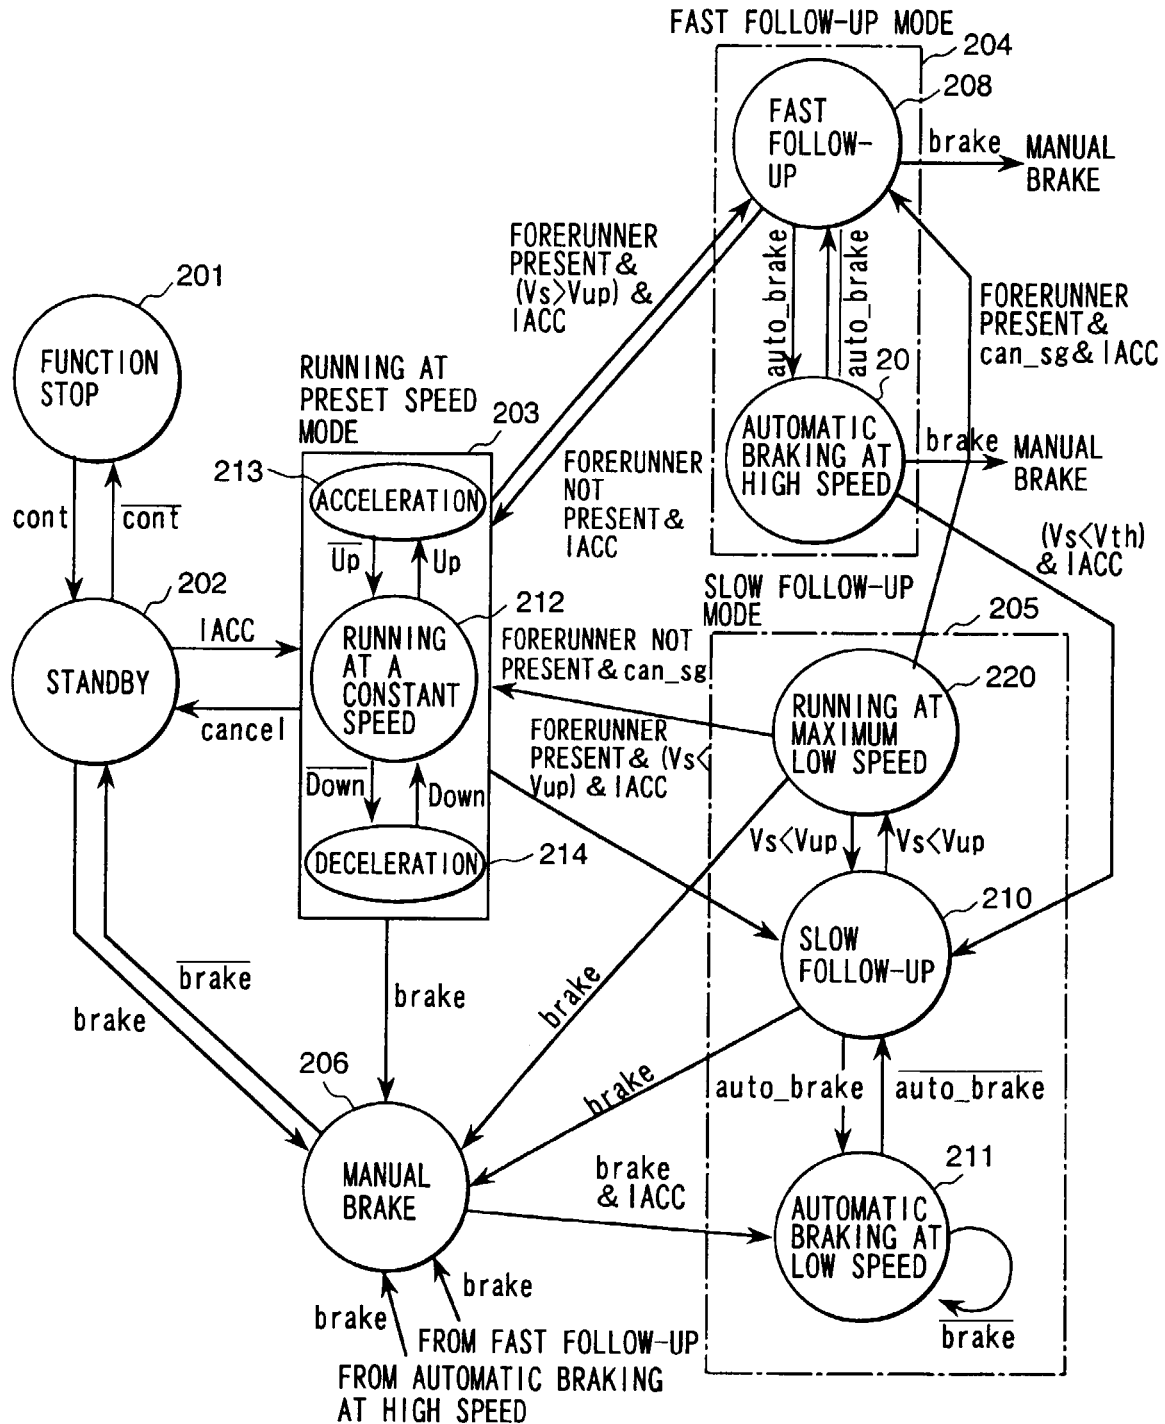 FAST FOLLOW-UP MODE
204
208
FAST
FOLLOW-
UP
brake
MANUAL
BRAKE
FORERUNNER
PRESENT &
(Vs>Vup) &
IACC
auto_brake
auto_brake
FORERUNNER
PRESENT &
can_sg & IACC
201
FUNCTION
STOP
RUNNING AT
PRESET SPEED
MODE
203
20
AUTOMATIC
BRAKING AT
HIGH SPEED
brake
MANUAL
BRAKE
213
ACCELERATION
FORERUNNER
NOT
PRESENT &
IACC
cont
cont
Up
Up
(Vs<Vth)
& IACC
202
STANDBY
IACC
cancel
212
RUNNING
AT A
CONSTANT
SPEED
SLOW FOLLOW-UP
MODE
205
FORERUNNER NOT
PRESENT & can_sg
220
RUNNING AT
MAXIMUM
LOW SPEED
FORERUNNER
PRESENT & (Vs<
Vup) & IACC
Down
Down
DECELERATION
214
Vs<Vup
Vs<Vup
210
SLOW
FOLLOW-UP
brake
brake
brake
brake
brake
206
MANUAL
BRAKE
auto_brake
auto_brake
brake
& IACC
211
AUTOMATIC
BRAKING AT
LOW SPEED
brake
brake
brake
FROM FAST FOLLOW-UP
FROM AUTOMATIC BRAKING
AT HIGH SPEED